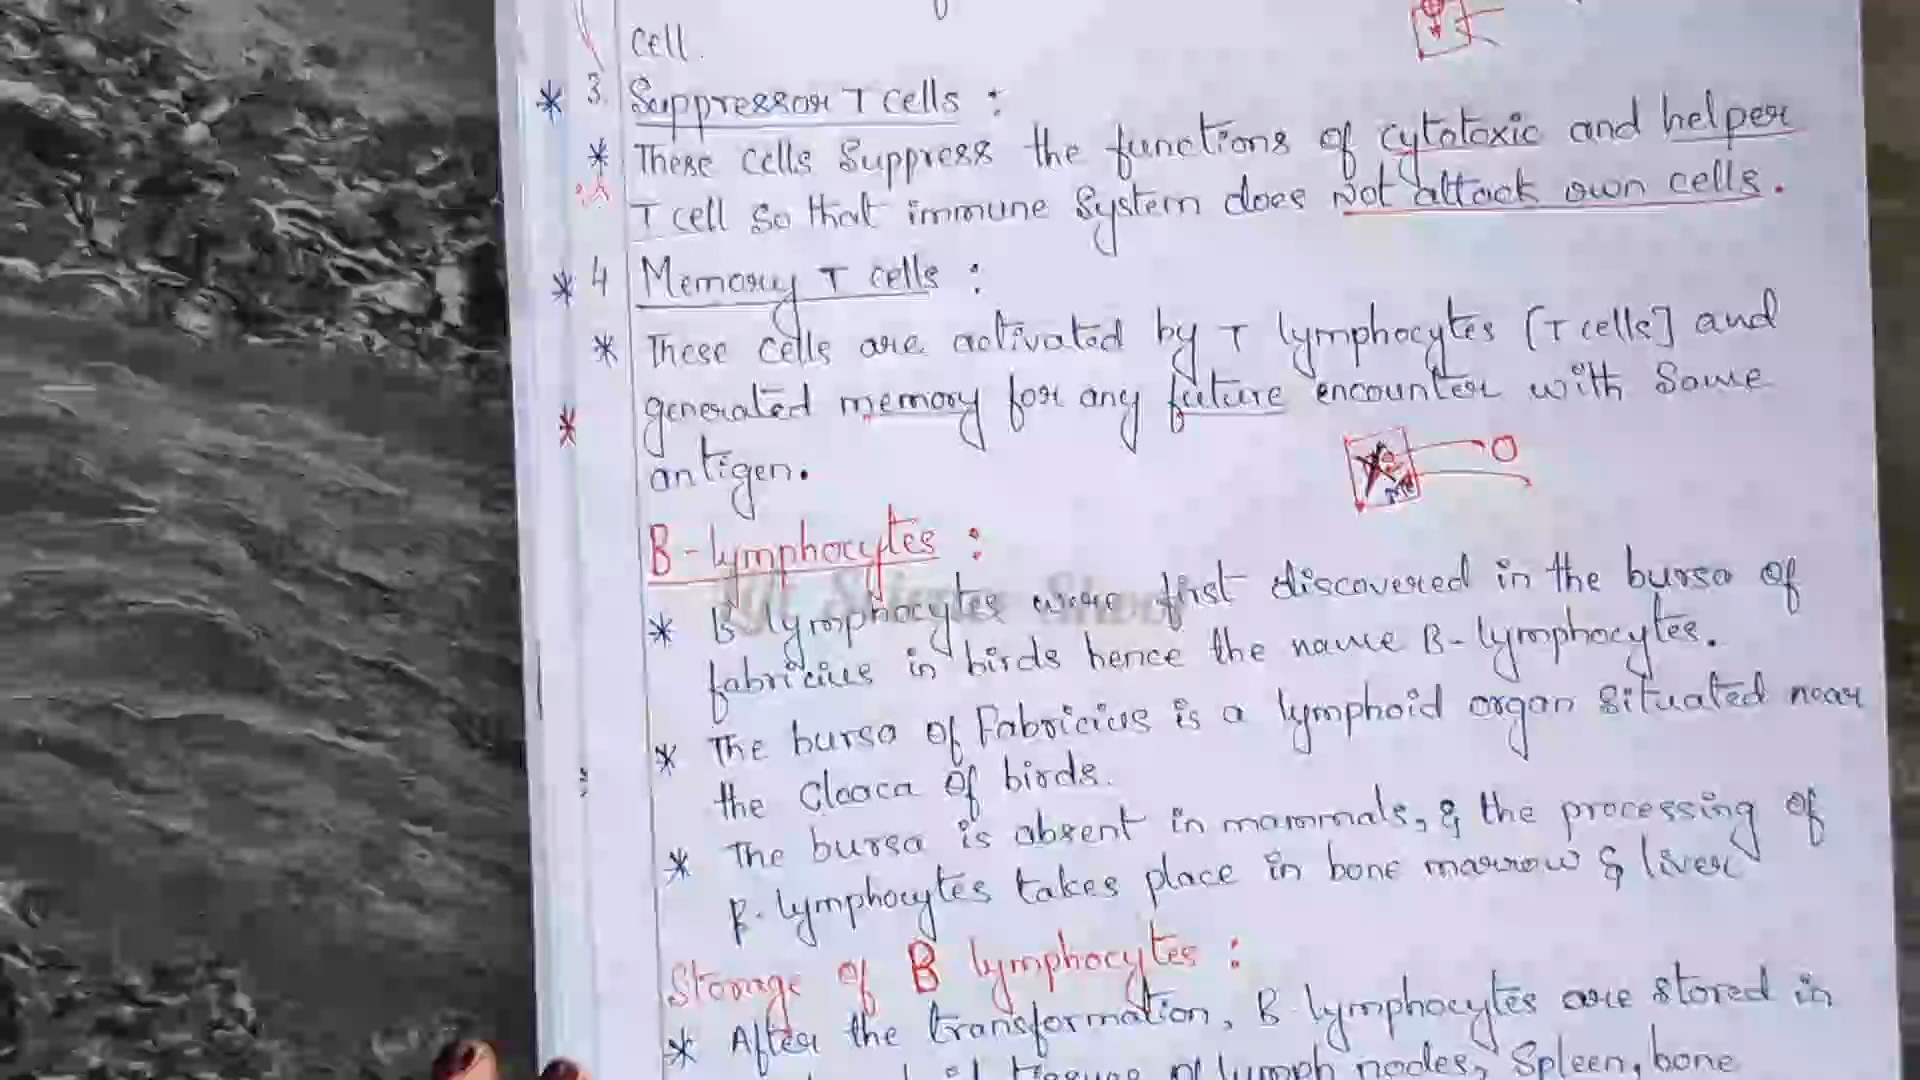 cell.
* 3. Suppressor T cells :
* These cells Suppress the functions of cytotoxic and helper
T cell so that immune System does Not attack own cells.
* 4 Memory T cells :
* These cells are activated by T lymphocytes [T cells] and
* generated memory for any future encounter with Same
antigen.
B-lymphocytes :
* B lymphocytes were first discovered in the bursa of
fabricius in birds hence the name B-lymphocytes.
* The bursa of Fabricius is a lymphoid organ situated near
the Cloaca of birds.
* The bursa is absent in mammals, & the processing of
B-lymphocytes takes place in bone marrow & liver
Storage of B lymphocytes :
* After the transformation, B lymphocytes are stored in
of lymph nodes, Spleen, bone